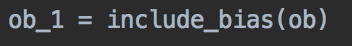 ob_1 = include_bias(ob)